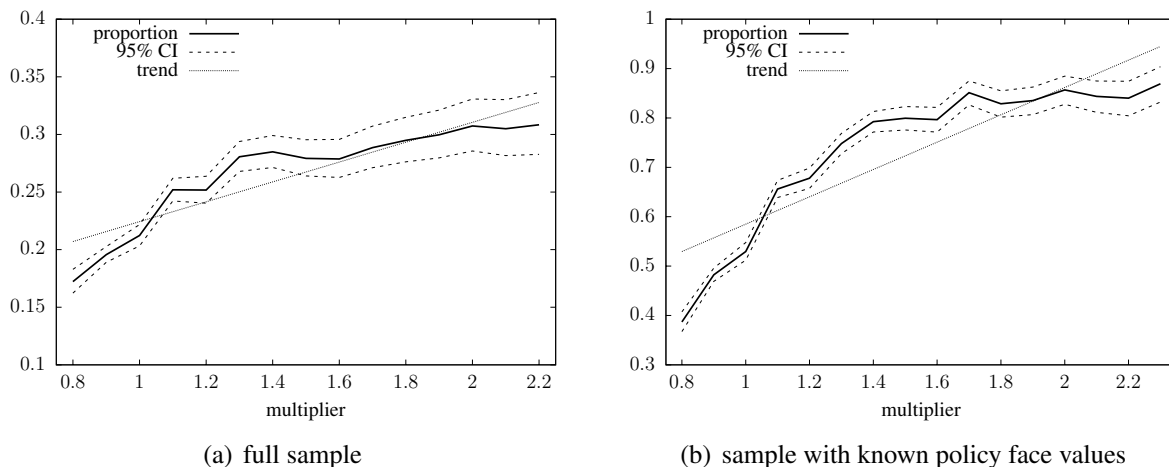 0.4
proportion
95% CI
trend
0.3
0.2
0.1
0.25
0.35
0.15
0.8 1 1.2 1.4 1.6 1.8 2 2.2
multiplier
(a) full sample
1
proportion
95% CI
trend
0.9
0.8
0.7
0.6
0.5
0.4
0.3
0.8 1 1.2 1.4 1.6 1.8 2 2.2
multiplier
(b) sample with known policy face values